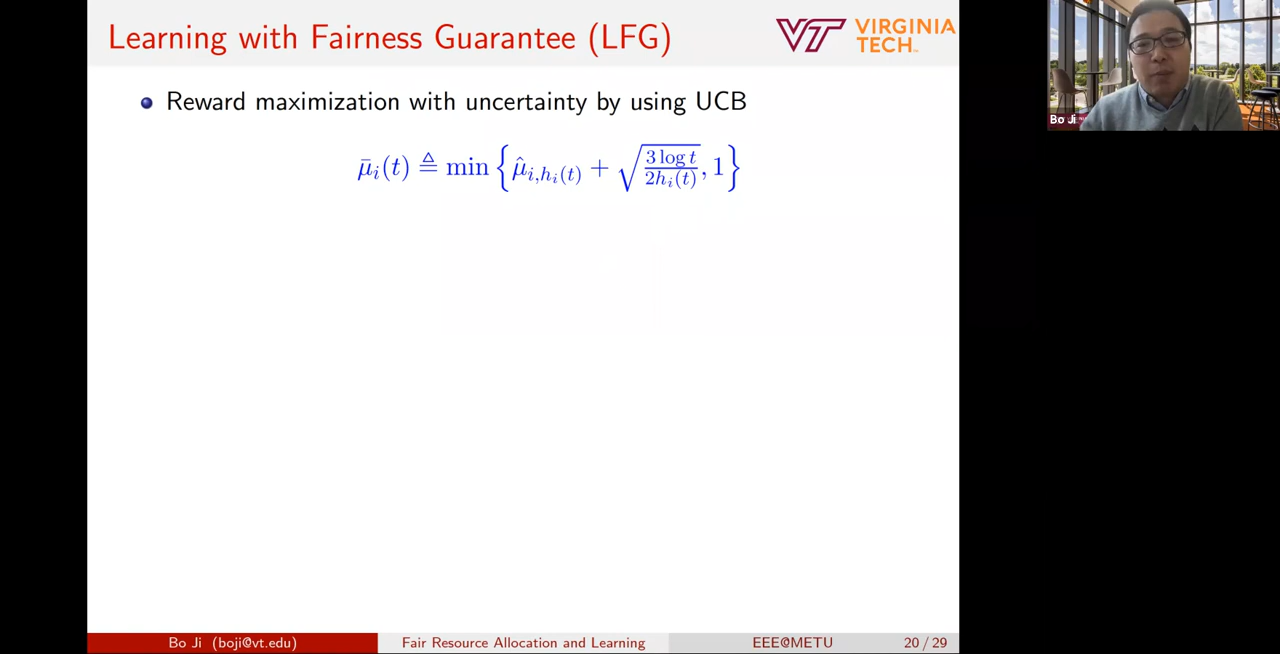 Learning with Fairness Guarantee (LFG)
VT VIRGINIA TECH
Reward maximization with uncertainty by using UCB
μ̄ᵢ(t) ≜ min { μ̂_{i,hᵢ(t)} + √(3 log t / 2hᵢ(t)), 1 }
Bo Ji
Bo Ji (boji@vt.edu) Fair Resource Allocation and Learning EEE@METU 20 / 29